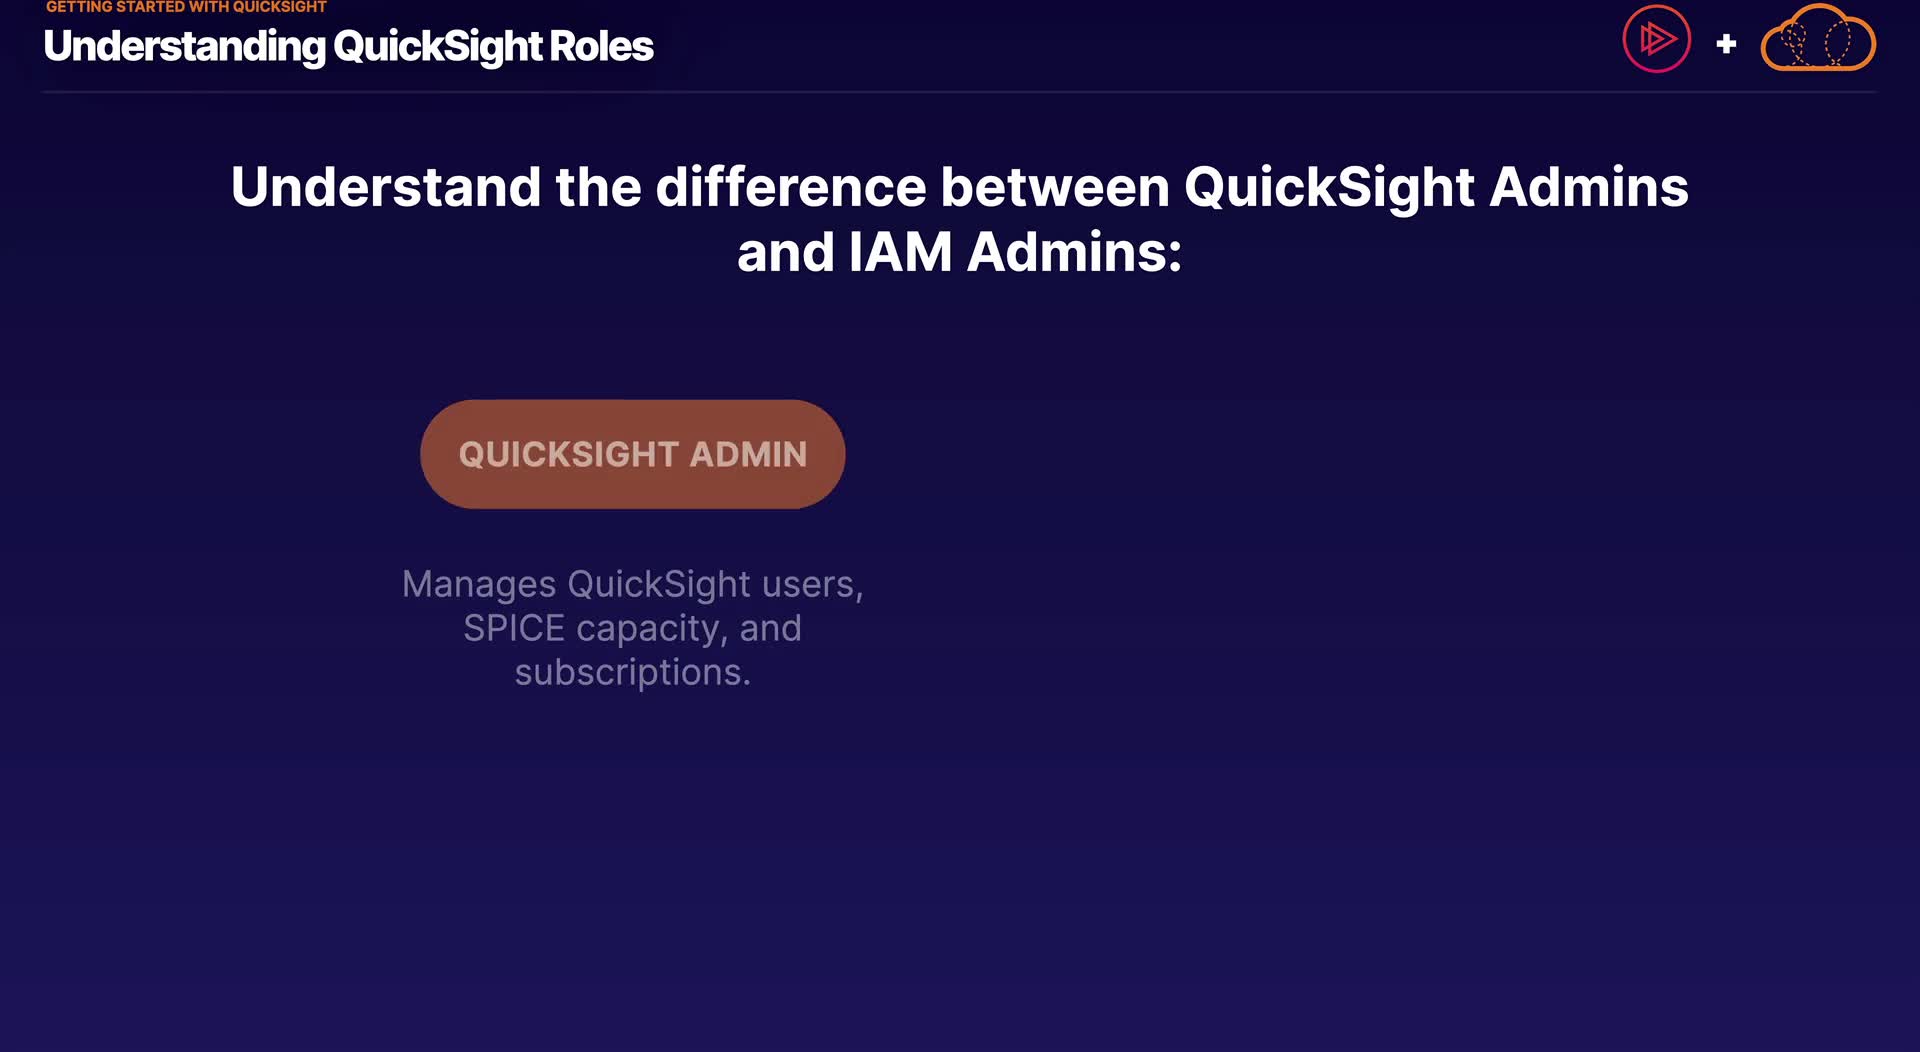 GETTING STARTED WITH QUICKSIGHT
Understanding QuickSight Roles
+
Understand the difference between QuickSight Admins
and IAM Admins:
QUICKSIGHT ADMIN
Manages QuickSight users,
SPICE capacity, and
subscriptions.